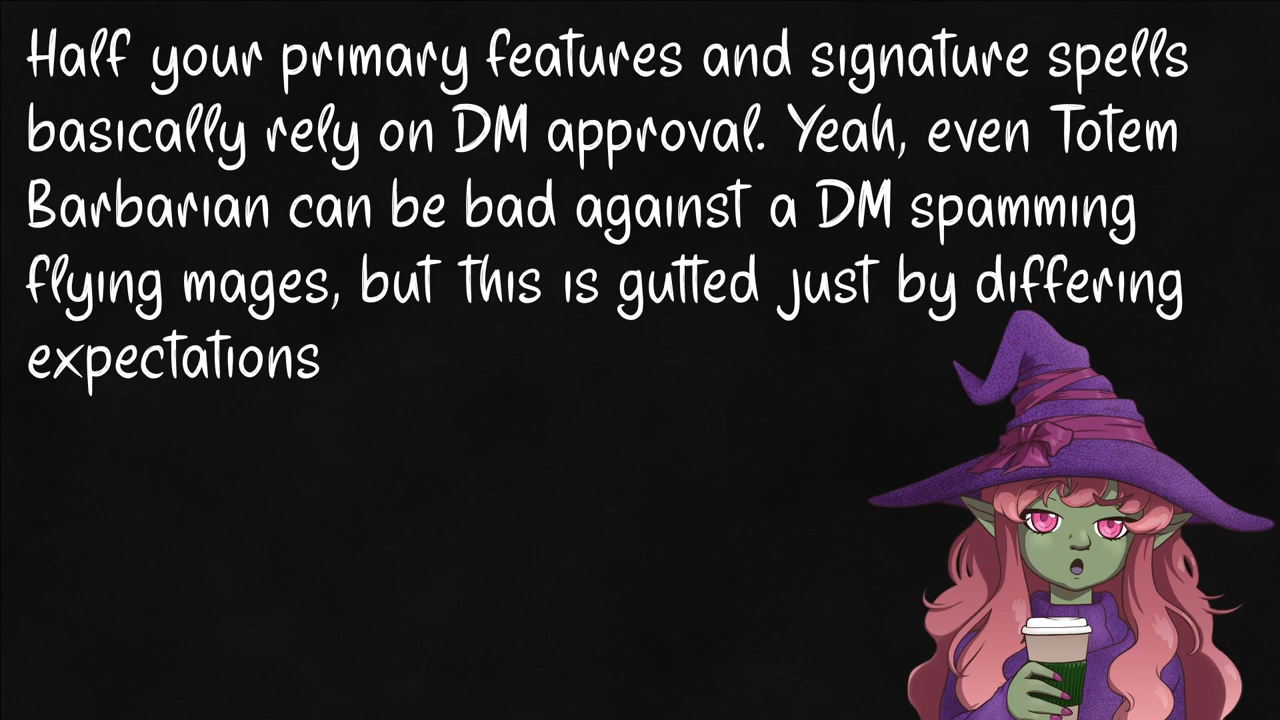 Half your primary features and signature spells
basically rely on DM approval. Yeah, even Totem
Barbarian can be bad against a DM spamming
flying mages, but this is gutted just by differing
expectations